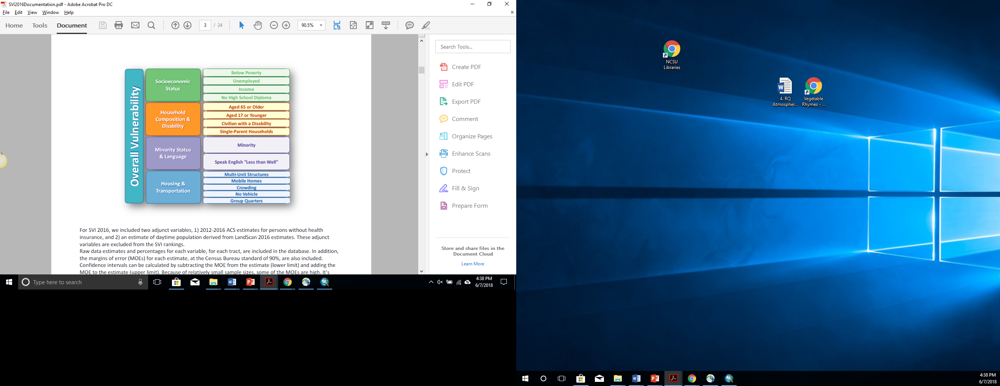 SVI2016Documentation.pdf - Adobe Acrobat Pro DC
File Edit View Window Help
Home Tools Document 3 / 24 90.5%
Search Tools...
Create PDF
Edit PDF
Export PDF
Comment
Organize Pages
Enhance Scans
Protect
Fill & Sign
Prepare Form
Store and share files in the
Document Cloud
Learn More
Overall Vulnerability
Socioeconomic
Status
Below Poverty
Unemployed
Income
No High School Diploma
Household
Composition &
Disability
Aged 65 or Older
Aged 17 or Younger
Civilian with a Disability
Single-Parent Households
Minority Status
& Language
Minority
Speak English "Less than Well"
Housing &
Transportation
Multi-Unit Structures
Mobile Homes
Crowding
No Vehicle
Group Quarters
For SVI 2016, we included two adjunct variables, 1) 2012-2016 ACS estimates for persons without health
insurance, and 2) an estimate of daytime population derived from LandScan 2016 estimates. These adjunct
variables are excluded from the SVI rankings.
Raw data estimates and percentages for each variable, for each tract, are included in the database. In addition,
the margins of error (MOEs) for each estimate, at the Census Bureau standard of 90%, are also included.
Confidence intervals can be calculated by subtracting the MOE from the estimate (lower limit) and adding the
MOE to the estimate (upper limit). Because of relatively small sample sizes, some of the MOEs are high. It's
Type here to search
4:38 PM
6/7/2018
NCSU
Libraries
4. RQ
Atmospher...
Vegetable
Rhymes - ...
4:38 PM
6/7/2018